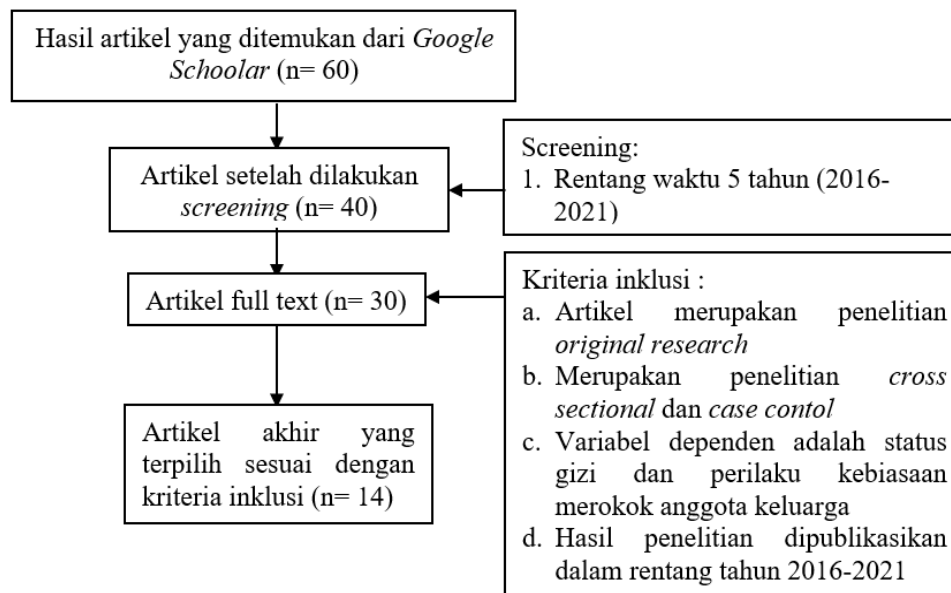 Hasil artikel yang ditemukan dari Google
Schoolar (n= 60)
Artikel setelah dilakukan
screening (n= 40)
Screening:
1. Rentang waktu 5 tahun (2016-
2021)
Artikel full text (n= 30)
Kriteria inklusi :
a. Artikel merupakan penelitian
original research
b. Merupakan penelitian cross
sectional dan case contol
c. Variabel dependen adalah status
gizi dan perilaku kebiasaan
merokok anggota keluarga
d. Hasil penelitian dipublikasikan
dalam rentang tahun 2016-2021
Artikel akhir yang
terpilih sesuai dengan
kriteria inklusi (n= 14)